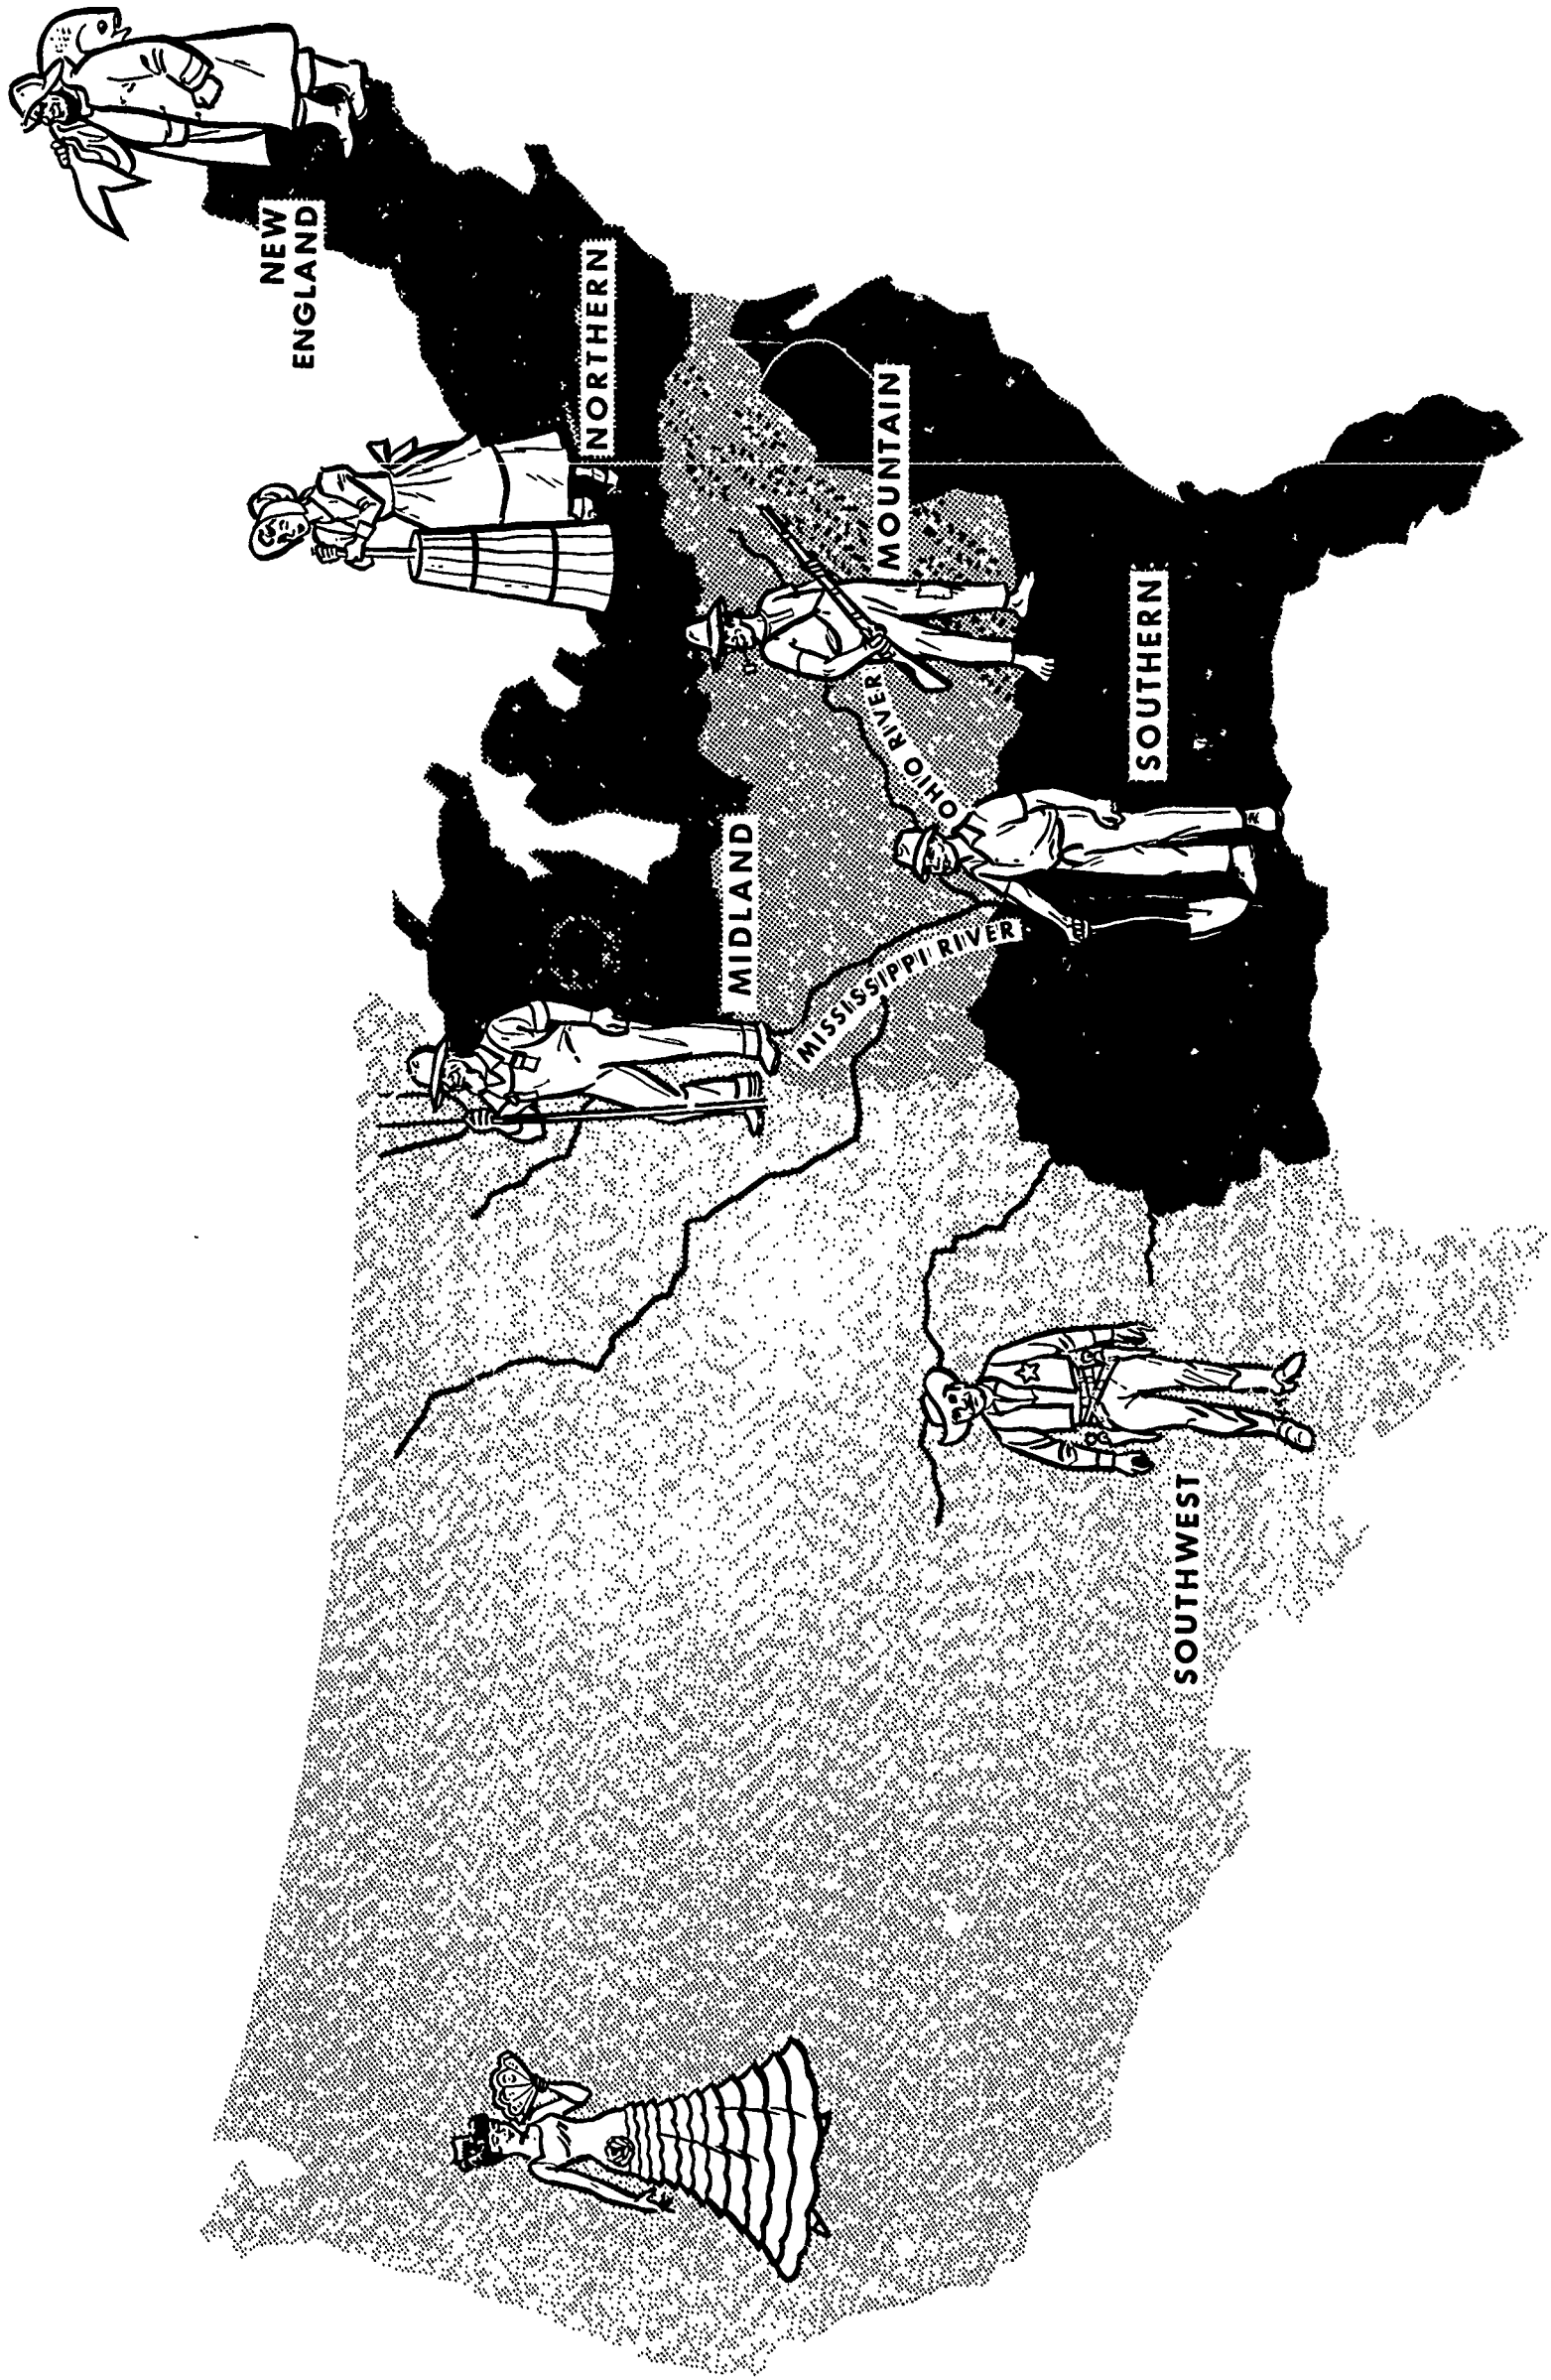 NEW
ENGLAND
NORTHERN
MOUNTAIN
OHIO RIVER
SOUTHERN
MIDLAND
MISSISSIPPI RIVER
SOUTHWEST